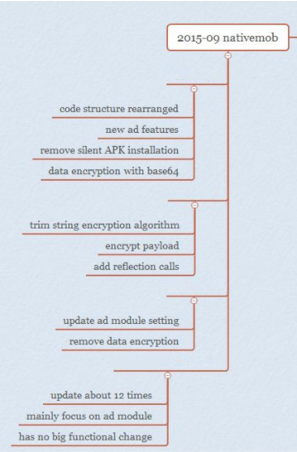 2015-09 nativemob
code structure rearranged
new ad features
remove silent APK installation
data encryption with base64
trim string encryption algorithm
encrypt payload
add reflection calls
update ad module setting
remove data encryption
update about 12 times
mainly focus on ad module
has no big functional change